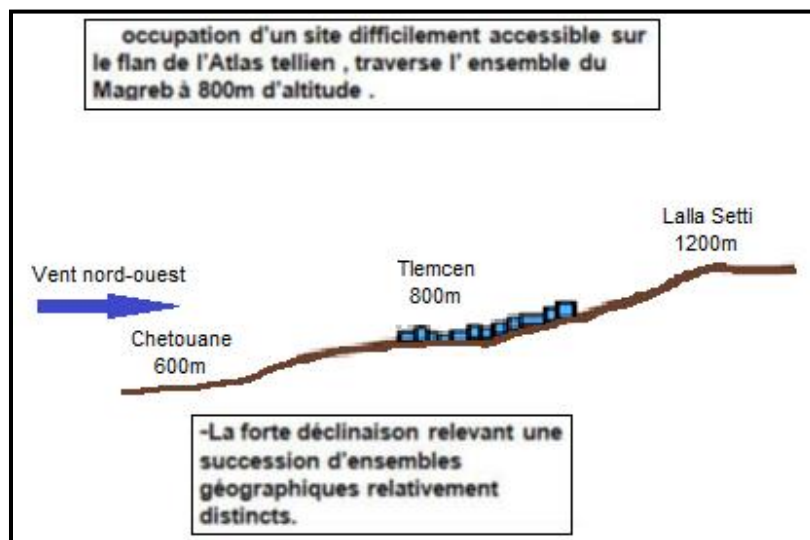 occupation d'un site difficilement accessible sur
le flan de l'Atlas tellien , traverse l' ensemble du
Magreb à 800m d'altitude .
Lalla Setti
1200m
Vent nord-ouest
Tlemcen
800m
Chetouane
600m
-La forte déclinaison relevant une
succession d'ensembles
géographiques relativement
distincts.